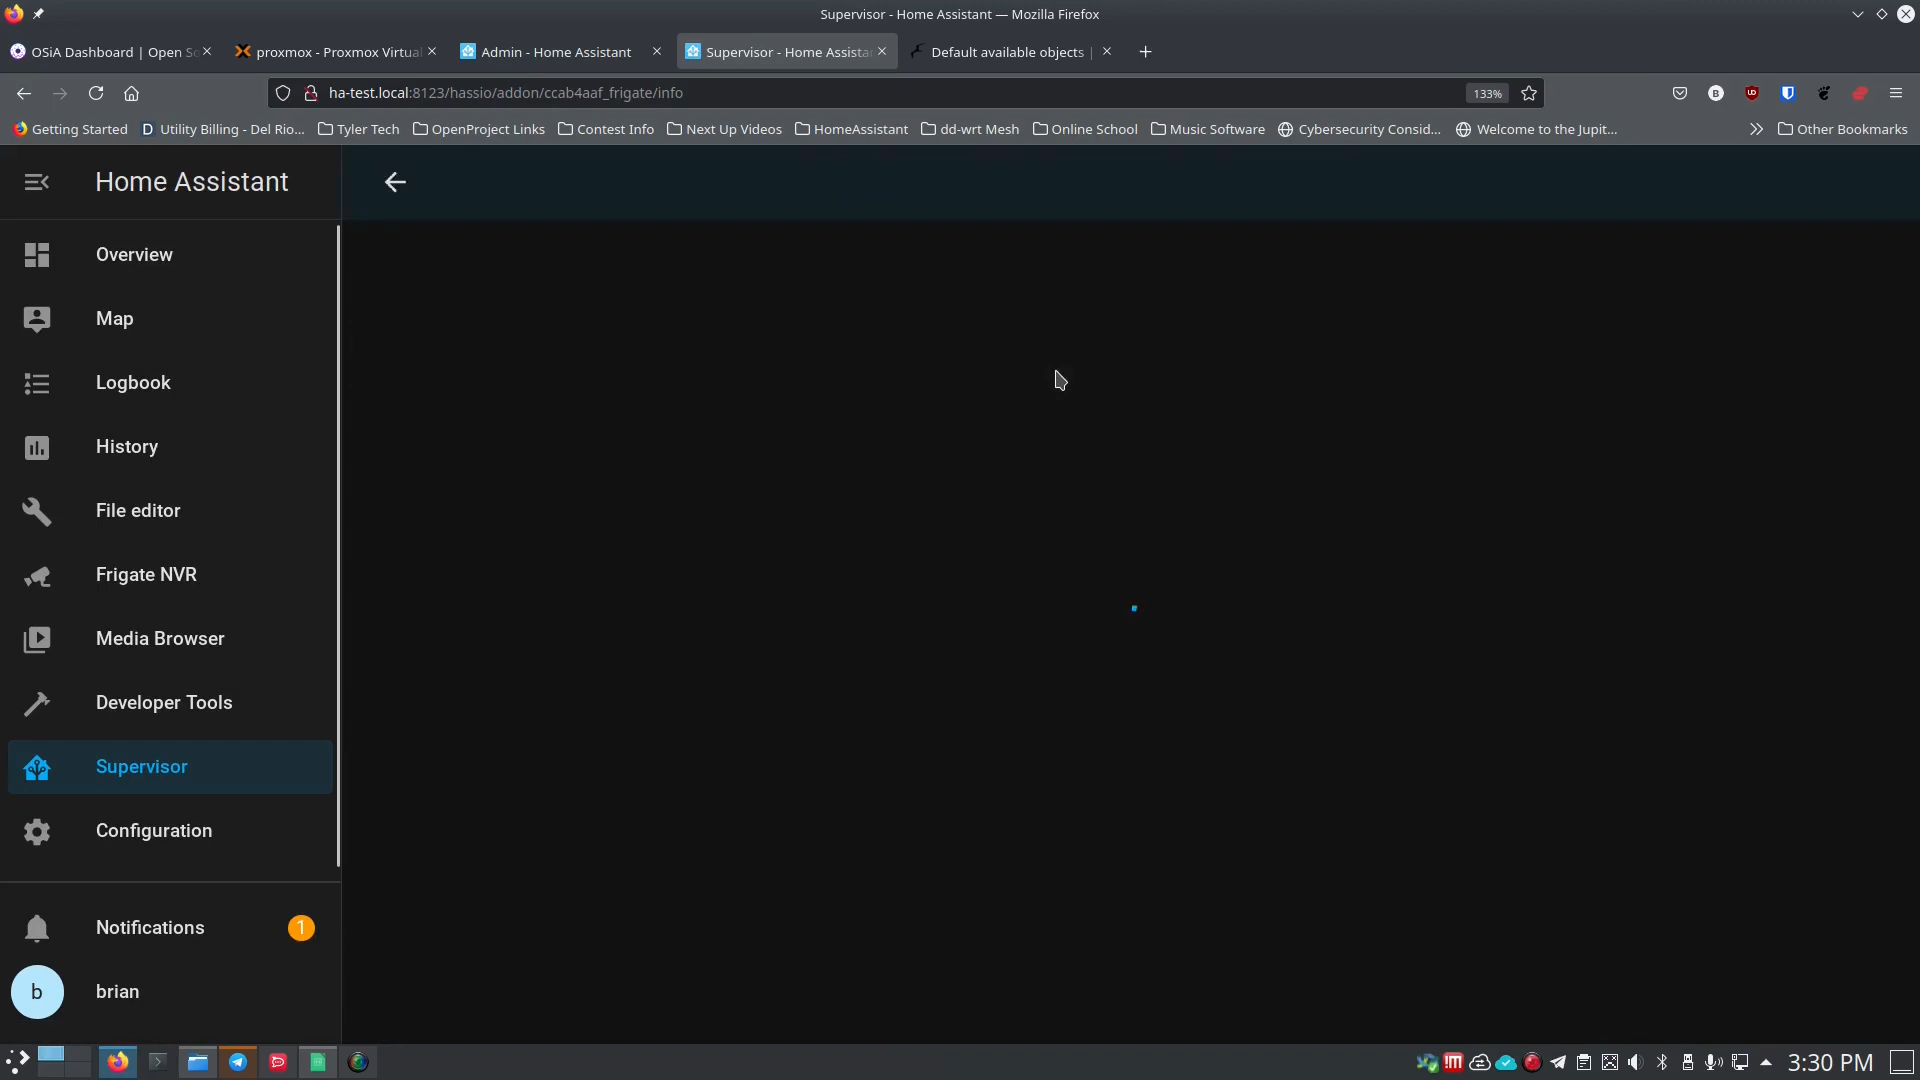 Supervisor - Home Assistant — Mozilla Firefox
OSiA Dashboard | Open So
proxmox - Proxmox Virtual
Admin - Home Assistant
Supervisor - Home Assistan
Default available objects |
ha-test.local:8123/hassio/addon/ccab4aaf_frigate/info
133%
Getting Started
Utility Billing - Del Rio...
Tyler Tech
OpenProject Links
Contest Info
Next Up Videos
HomeAssistant
dd-wrt Mesh
Online School
Music Software
Cybersecurity Consid...
Welcome to the Jupit...
Other Bookmarks
Home Assistant
Overview
Map
Logbook
History
File editor
Frigate NVR
Media Browser
Developer Tools
Supervisor
Configuration
Notifications
1
b
brian
3:30 PM